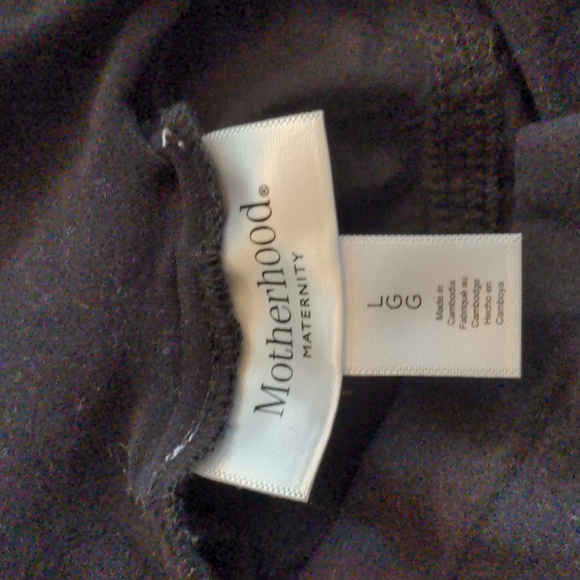 Motherhood®
MATERNITY
L
G
G
Made in
Cambodia
Fabriqué au
Cambodge
Hecho en
Camboya